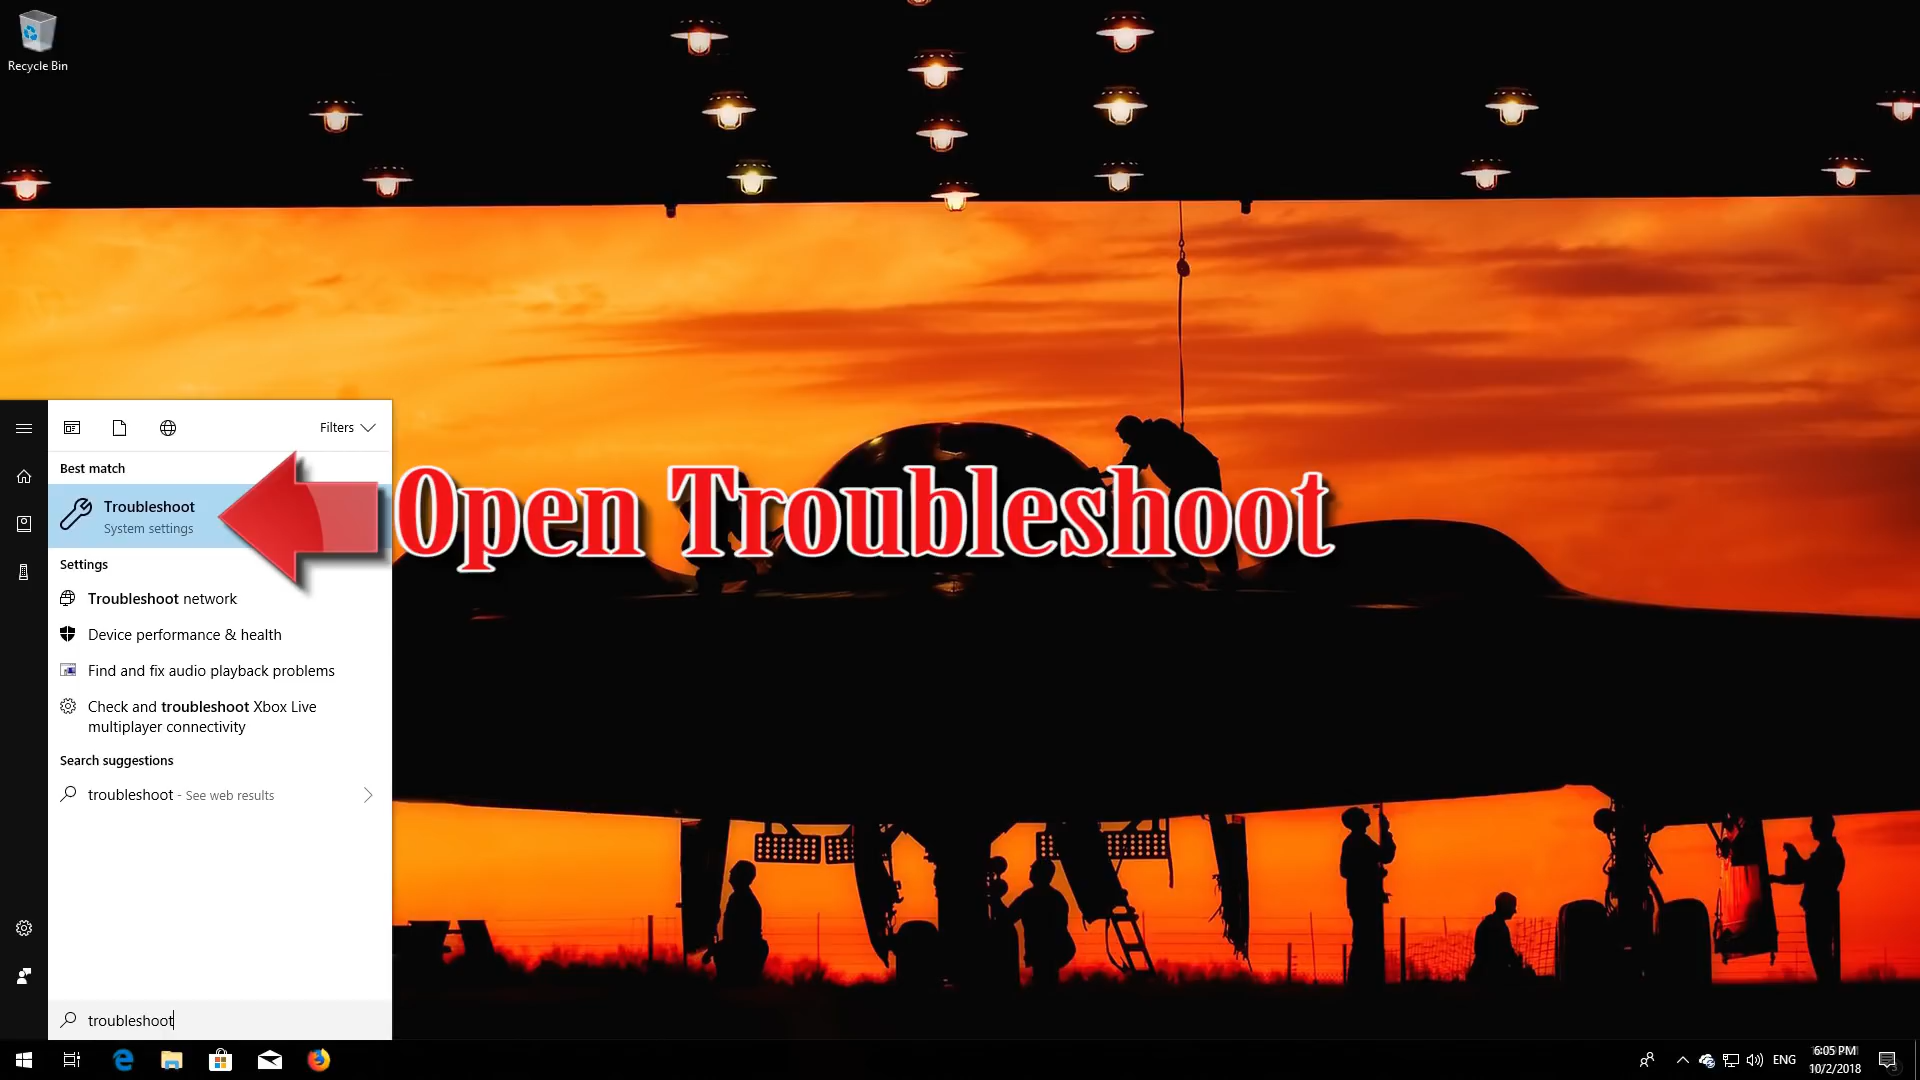 Recycle Bin
Filters
Best match
Troubleshoot
System settings
Open Troubleshoot
Settings
Troubleshoot network
Device performance & health
Find and fix audio playback problems
Check and troubleshoot Xbox Live
multiplayer connectivity
Search suggestions
troubleshoot - See web results
troubleshoot
ENG
6:05 PM
10/2/2018
3